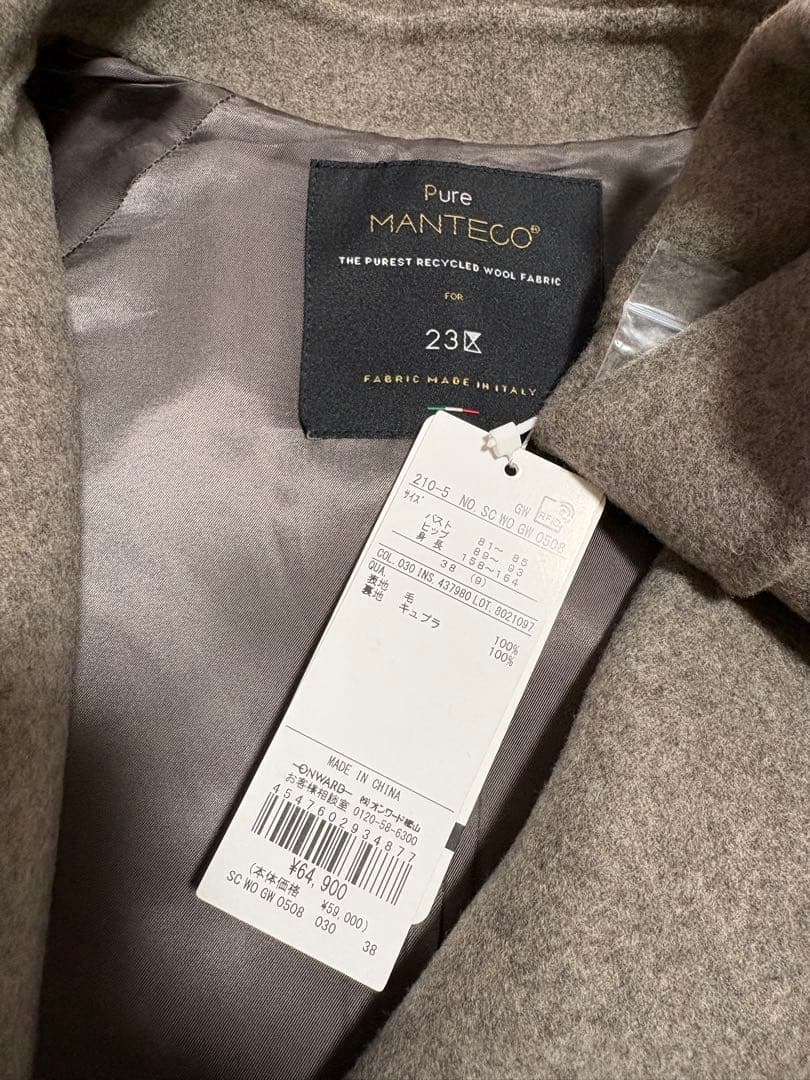 Pure
MANTECO®
THE PUREST RECYCLED WOOL FABRIC
FOR
23区
FABRIC MADE IN ITALY
GW RFID
210-5 NO SC WO GW 0508
サイズ
バスト 81～ 85
ヒップ 89～ 93
身長 158～164
38 (9)
COL. 030 INS. 437980 LOT. 8021097
QUA.
表地 毛 100%
裏地 キュプラ 100%
MADE IN CHINA
ONWARD ㈱オンワード樫山
お客様相談室 0120-58-6300
4547602934877
¥64,900
(本体価格 ¥59,000)
SC WO GW 0508 030 38